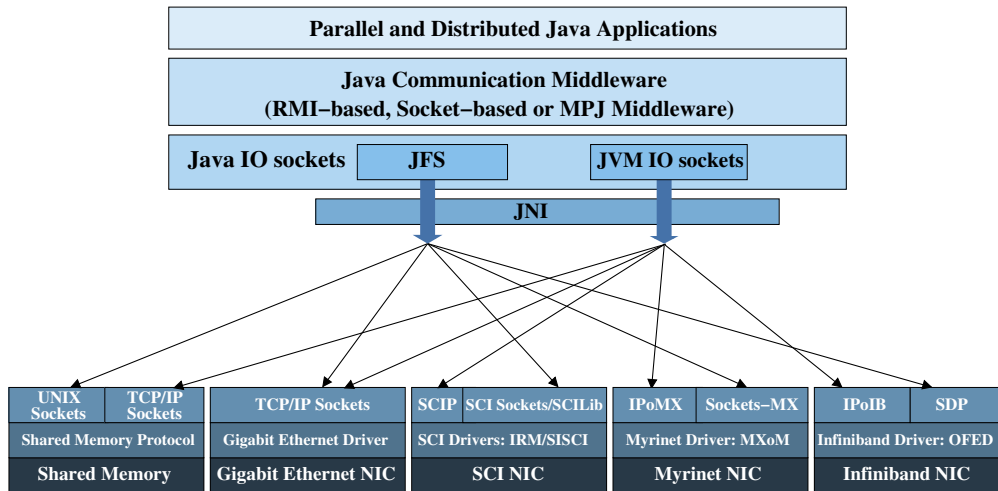 Parallel and Distributed Java Applications
Java Communication Middleware
(RMI−based, Socket−based or MPJ Middleware)
Java IO sockets
JFS
JVM IO sockets
JNI
UNIX
Sockets
TCP/IP
Sockets
TCP/IP Sockets
SCIP
SCI Sockets/SCILib
IPoMX
Sockets−MX
IPoIB
SDP
Shared Memory Protocol
Gigabit Ethernet Driver
SCI Drivers: IRM/SISCI
Myrinet Driver: MXoM
Infiniband Driver: OFED
Shared Memory
Gigabit Ethernet NIC
SCI NIC
Myrinet NIC
Infiniband NIC